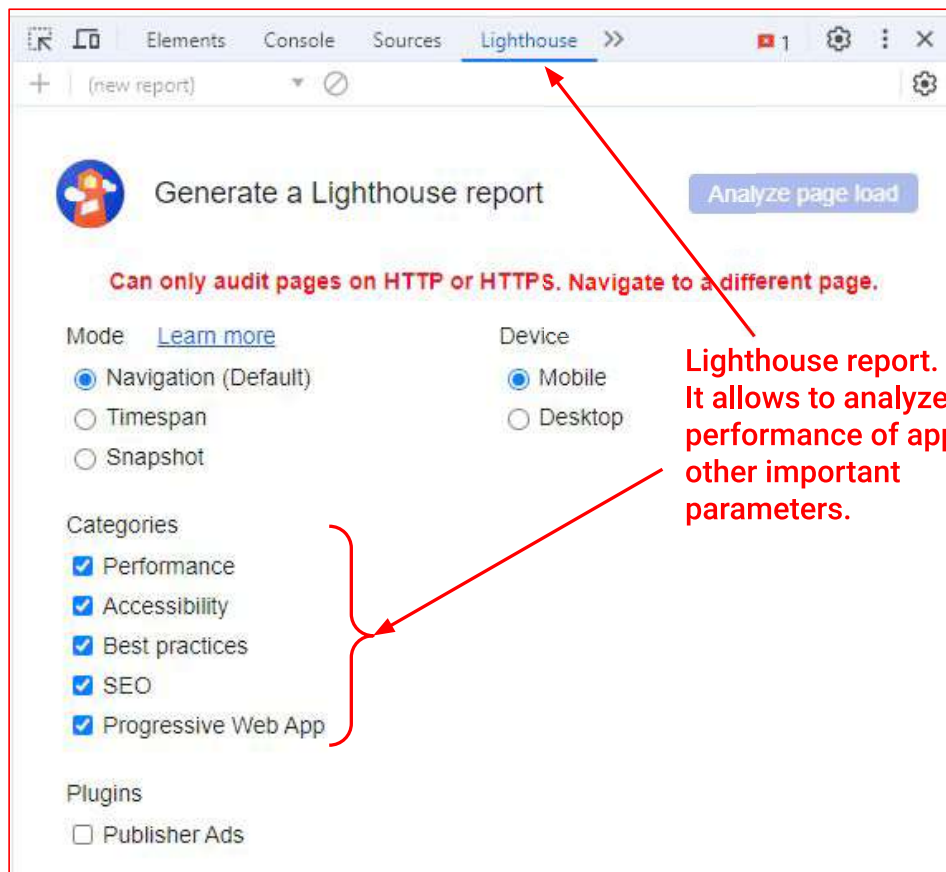 Elements Console Sources Lighthouse >> 1
+ (new report)
Generate a Lighthouse report Analyze page load
Can only audit pages on HTTP or HTTPS. Navigate to a different page.
Mode Learn more
Navigation (Default)
Timespan
Snapshot
Device
Mobile
Desktop
Lighthouse report.
It allows to analyze
performance of
other important
parameters.
Categories
Performance
Accessibility
Best practices
SEO
Progressive Web App
Plugins
Publisher Ads